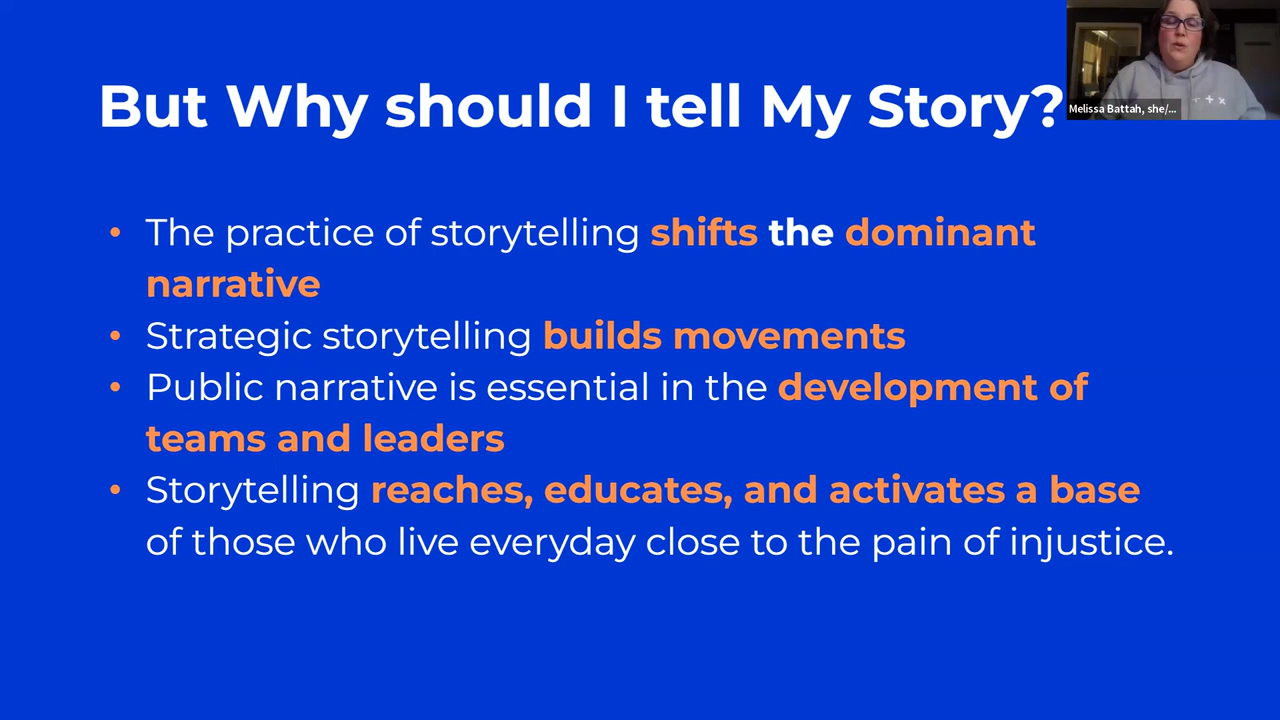 But Why should I tell My Story?
Melissa Battah, she/...
• The practice of storytelling shifts the dominant
narrative
• Strategic storytelling builds movements
• Public narrative is essential in the development of
teams and leaders
• Storytelling reaches, educates, and activates a base
of those who live everyday close to the pain of injustice.